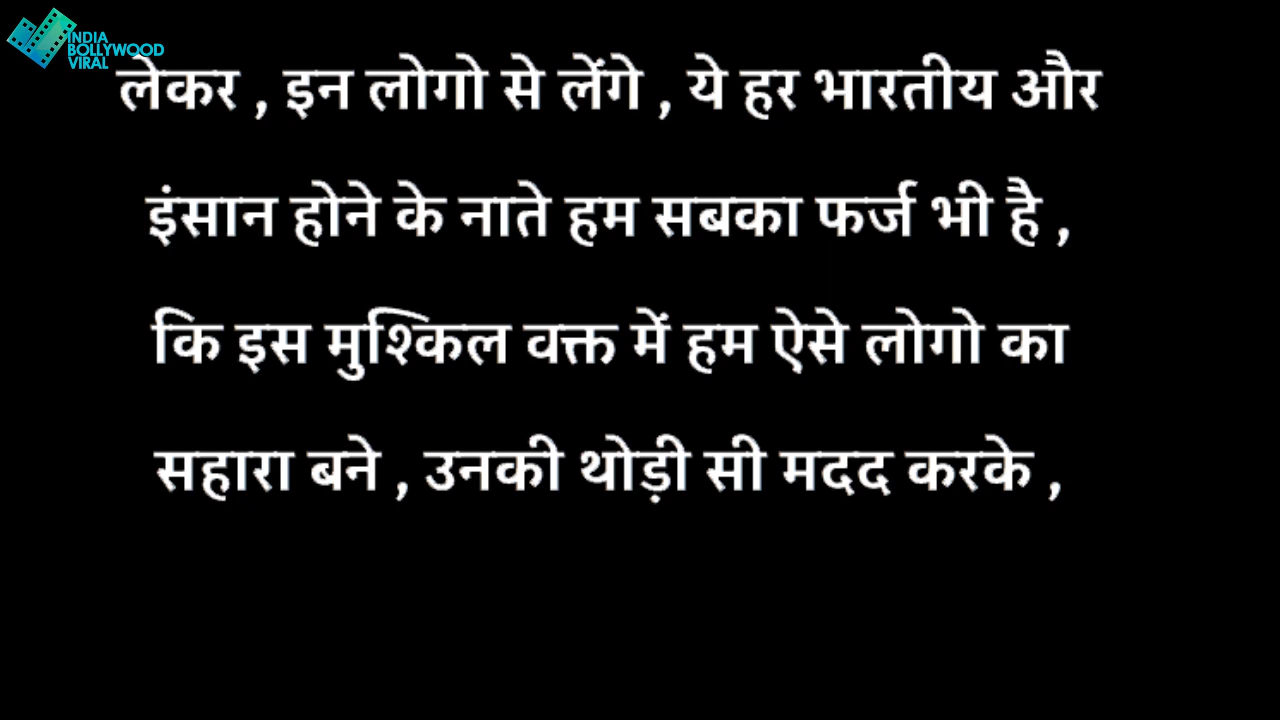 INDIA
BOLLYWOOD
VIRAL
लेकर , इन लोगो से लेंगे , ये हर भारतीय और
इंसान होने के नाते हम सबका फर्ज भी है ,
कि इस मुश्किल वक्त में हम ऐसे लोगो का
सहारा बने , उनकी थोड़ी सी मदद करके ,